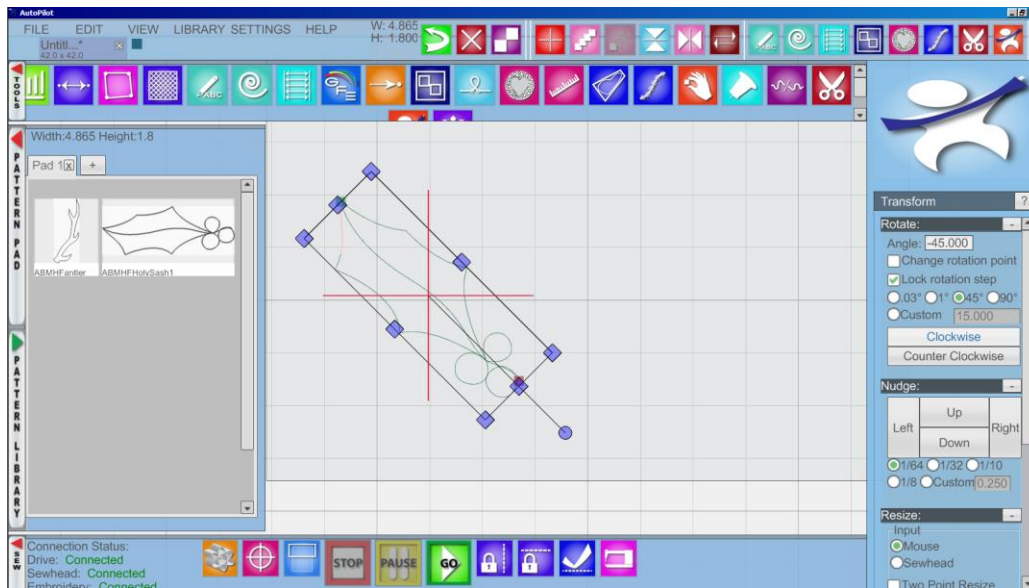 AutoPilot
FILE EDIT VIEW LIBRARY SETTINGS HELP
W: 4.865
H: 1.800
Untitl...*
42.0 x 42.0
TOOLS
ABC
ABC
Width:4.865 Height:1.8
Pad 1 x +
PATTERN PAD
ABMHFantler ABMHFHolySash1
PATTERN LIBRARY
Transform ?
Rotate: -
Angle: -45.000
Change rotation point
Lock rotation step
.03° 1° 45° 90°
Custom 15.000
Clockwise
Counter Clockwise
Nudge: -
Up
Left Right
Down
1/64 1/32 1/10
1/8 Custom 0.250
Resize: -
Input
Mouse
Sewhead
Two Point Resize
SEW
Connection Status:
Drive: Connected
Sewhead: Connected
Embroidery: Connected
STOP PAUSE GO